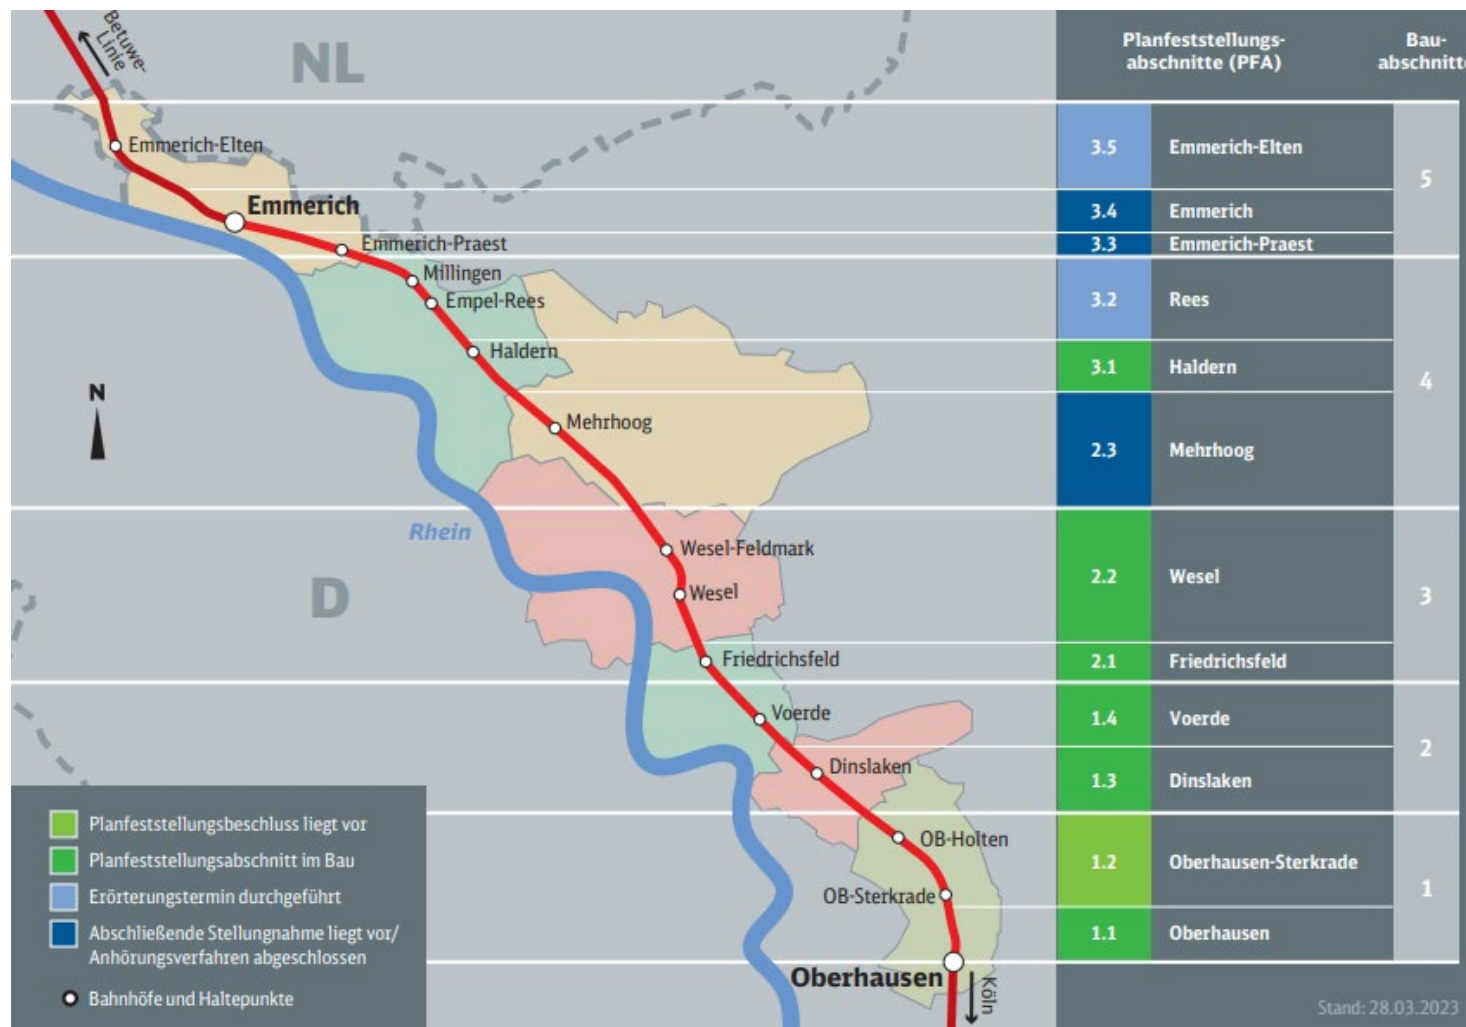 Betuwe-
Linie
NL
Emmerich-Elten
Emmerich
Emmerich-Praest
Millingen
Empel-Rees
Haldern
Mehrhoog
N
Rhein
D
Wesel-Feldmark
Wesel
Friedrichsfeld
Voerde
Dinslaken
OB-Holten
OB-Sterkrade
Oberhausen
Köln
Planfeststellungs-
abschnitte (PFA)
Bau-
abschnitte
3.5 Emmerich-Elten
3.4 Emmerich
3.3 Emmerich-Praest
5
3.2 Rees
3.1 Haldern
2.3 Mehrhoog
4
2.2 Wesel
2.1 Friedrichsfeld
3
1.4 Voerde
1.3 Dinslaken
2
1.2 Oberhausen-Sterkrade
1.1 Oberhausen
1
Planfeststellungsbeschluss liegt vor
Planfeststellungsabschnitt im Bau
Erörterungstermin durchgeführt
Abschließende Stellungnahme liegt vor/
Anhörungsverfahren abgeschlossen
Bahnhöfe und Haltepunkte
Stand: 28.03.2023